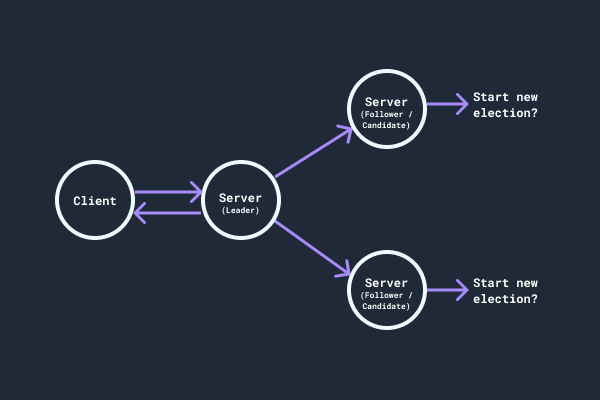 Client
Server
(Leader)
Server
(Follower /
Candidate)
Start new
election?
Server
(Follower /
Candidate)
Start new
election?